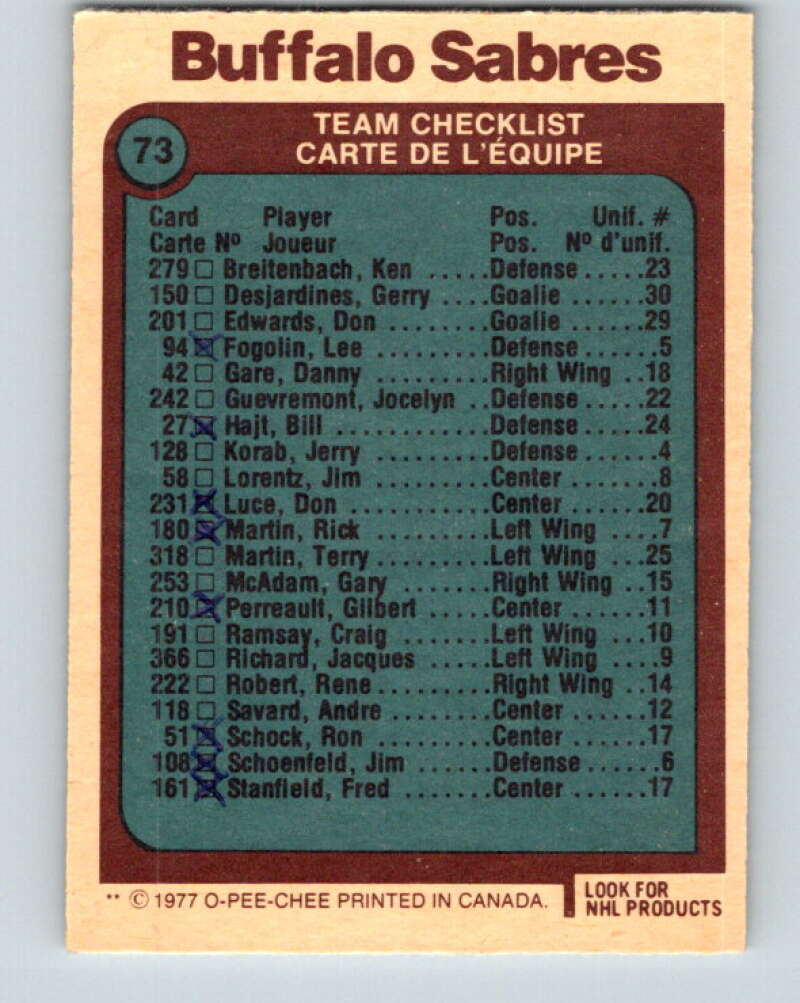 Buffalo Sabres
73
TEAM CHECKLIST
CARTE DE L'ÉQUIPE
Card Player Pos. Unif. #
Carte Nº Joueur Pos. Nº d'unif.
279 □ Breitenbach, Ken .....Defense.....23
150 □ Desjardines, Gerry ....Goalie......30
201 □ Edwards, Don .........Goalie......29
94 ☒ Fogolin, Lee ..........Defense......5
42 □ Gare, Danny ..........Right Wing ..18
242 □ Guevremont, Jocelyn ..Defense.....22
27 ☒ Hajt, Bill ..............Defense.....24
128 □ Korab, Jerry ..........Defense......4
58 □ Lorentz, Jim ..........Center.......8
231 ☒ Luce, Don ............Center......20
180 ☒ Martin, Rick ..........Left Wing ....7
318 □ Martin, Terry..........Left Wing ...25
253 □ McAdam, Gary ........Right Wing ..15
210 ☒ Perreault, Gilbert .....Center......11
191 □ Ramsay, Craig ........Left Wing ...10
366 □ Richard, Jacques ......Left Wing ....9
222 □ Robert, Rene..........Right Wing ..14
118 □ Savard, Andre ........Center......12
51 ☒ Schock, Ron ..........Center......17
108 ☒ Schoenfeld, Jim .......Defense......6
161 ☒ Stanfield, Fred ........Center......17
** © 1977 O-PEE-CHEE PRINTED IN CANADA.
LOOK FOR
NHL PRODUCTS